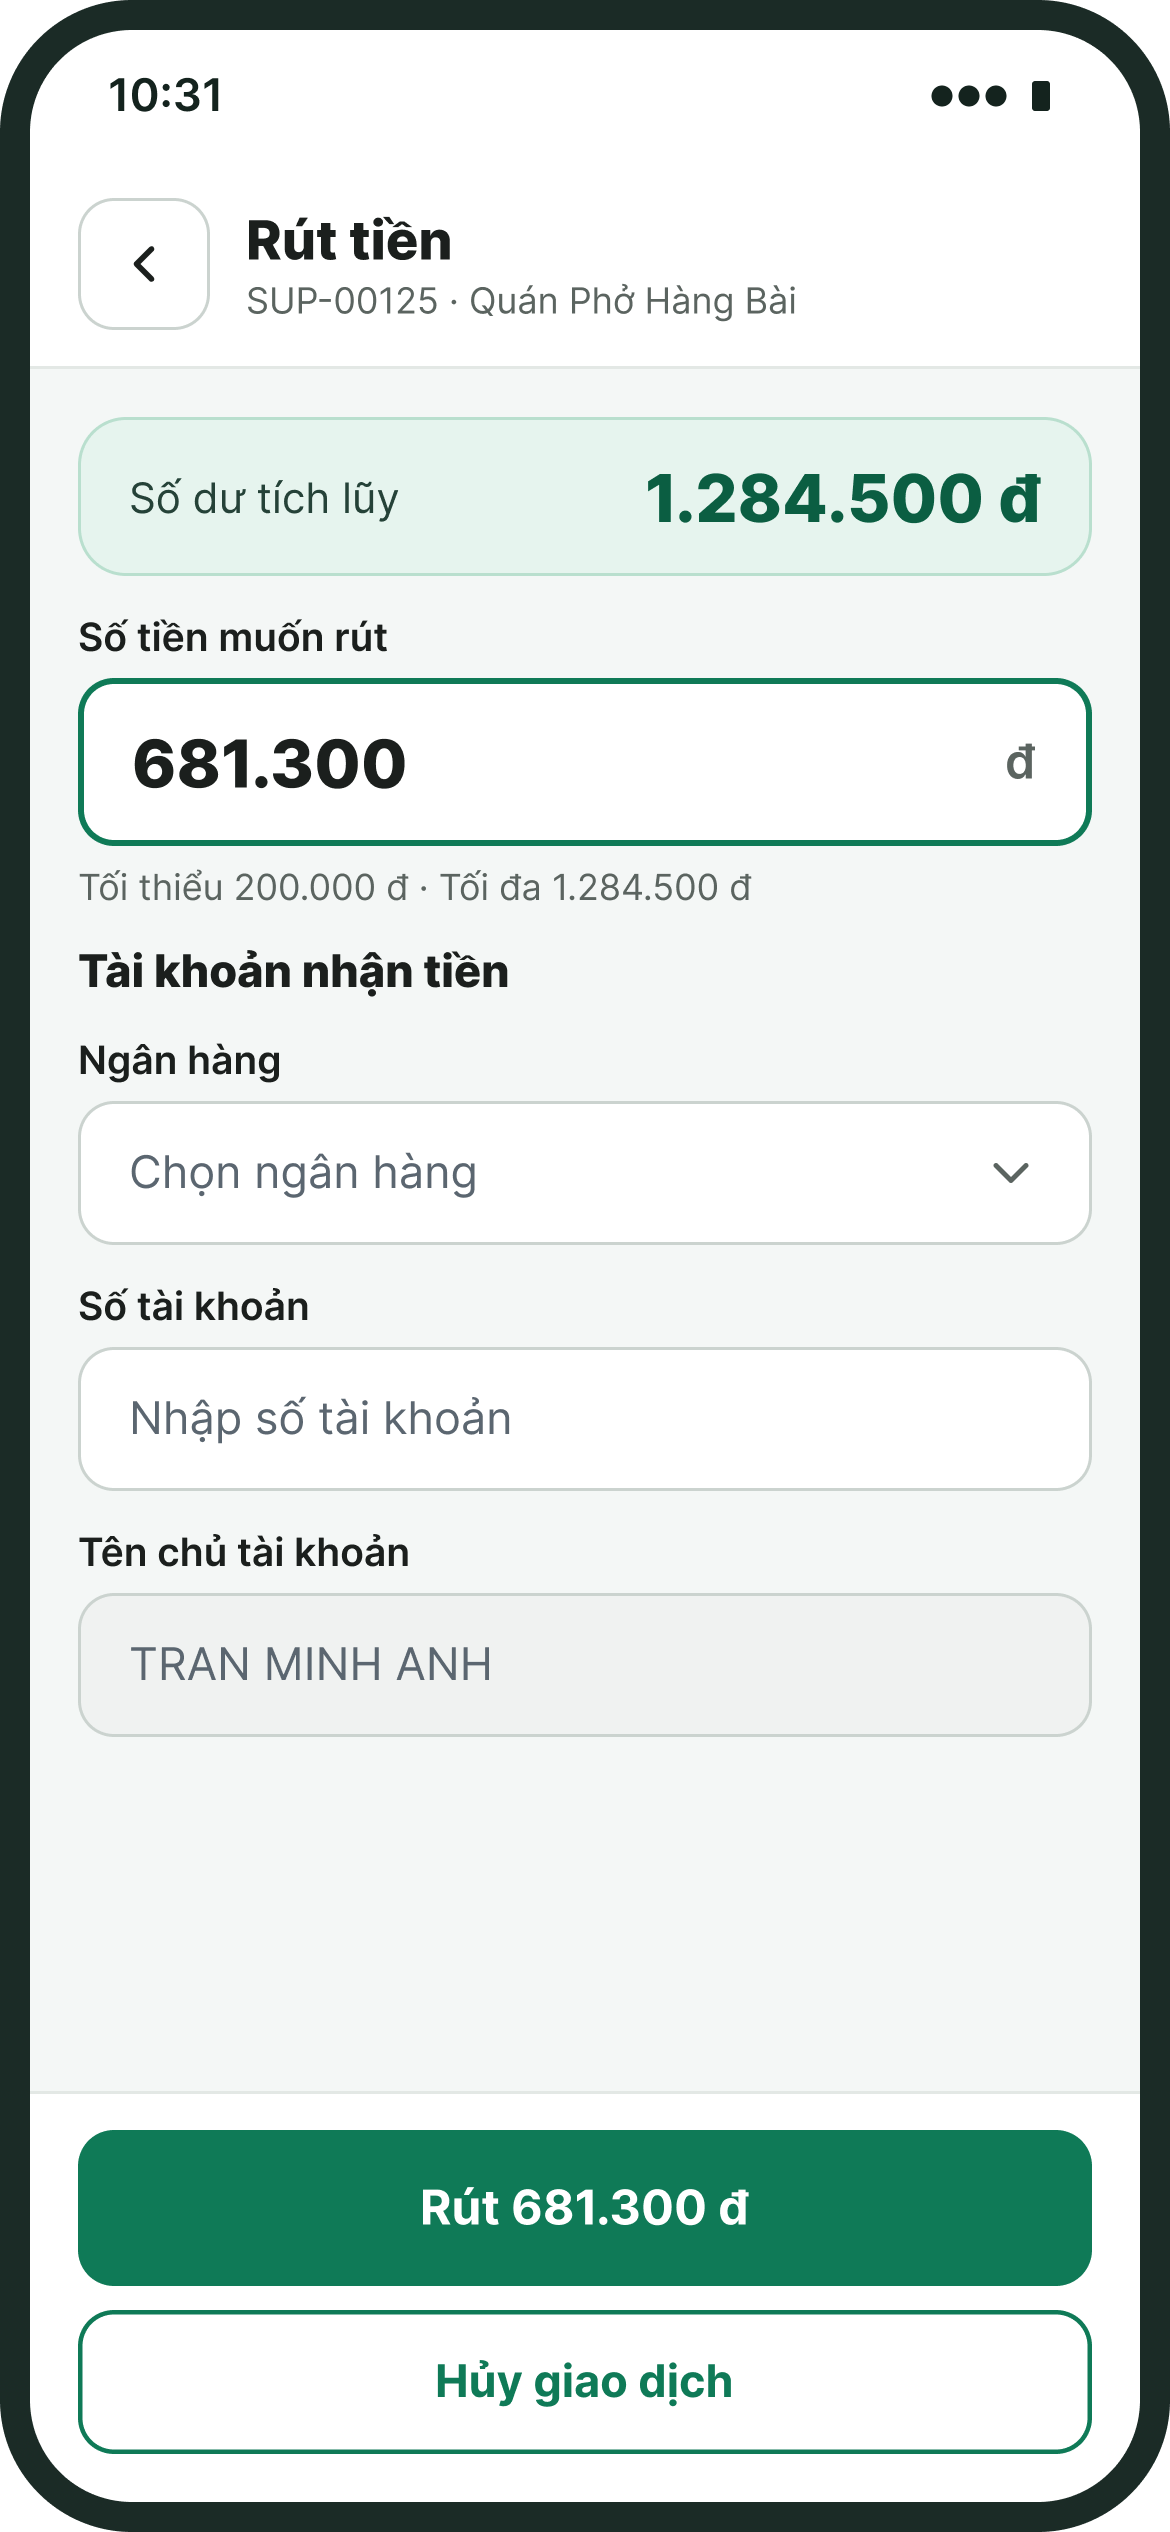 10:31
Rút tiền
SUP-00125 · Quán Phở Hàng Bài
Số dư tích lũy 1.284.500 đ
Số tiền muốn rút
681.300 đ
Tối thiểu 200.000 đ · Tối đa 1.284.500 đ
Tài khoản nhận tiền
Ngân hàng
Chọn ngân hàng
Số tài khoản
Nhập số tài khoản
Tên chủ tài khoản
TRAN MINH ANH
Rút 681.300 đ
Hủy giao dịch